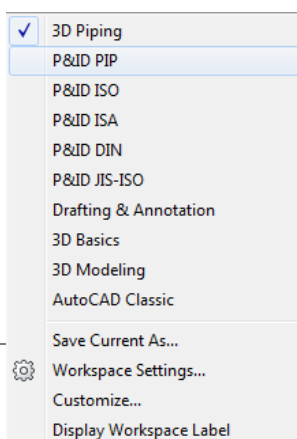 3D Piping
P&ID PIP
P&ID ISO
P&ID ISA
P&ID DIN
P&ID JIS-ISO
Drafting & Annotation
3D Basics
3D Modeling
AutoCAD Classic
Save Current As...
Workspace Settings...
Customize...
Display Workspace Label